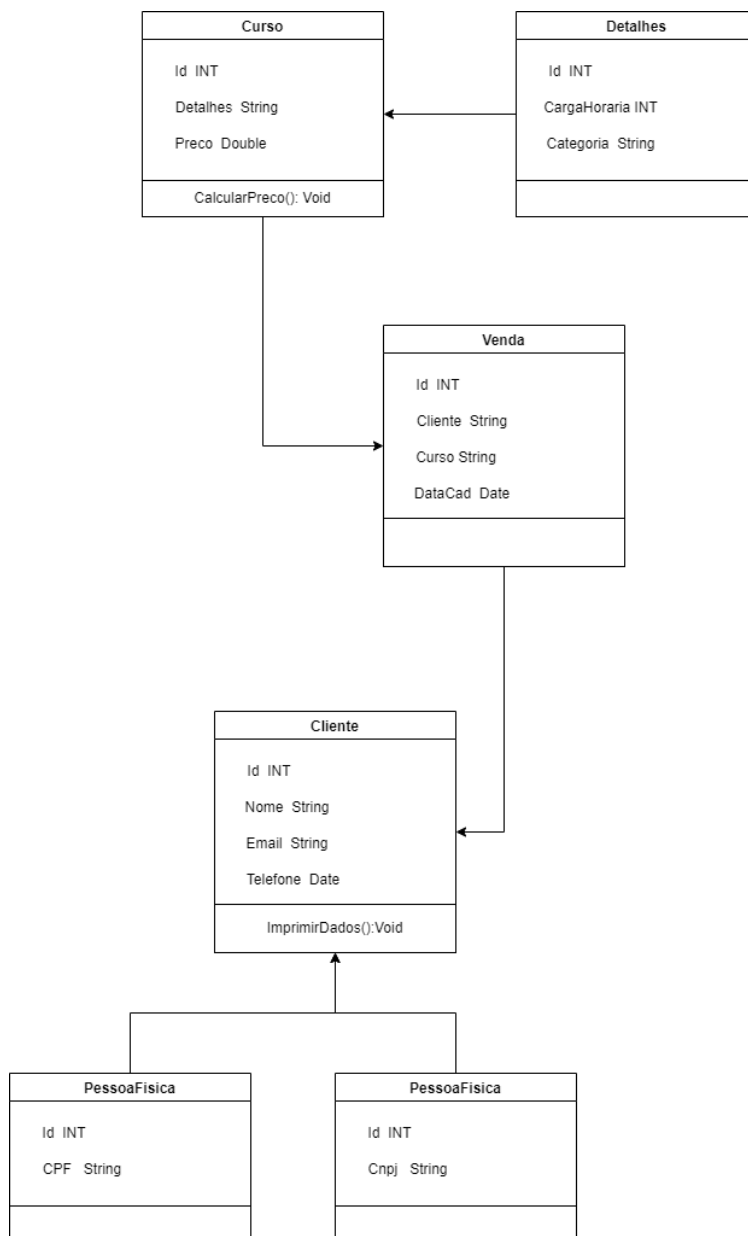 Curso
Id INT
Detalhes String
Preco Double
CalcularPreco(): Void
Detalhes
Id INT
CargaHoraria INT
Categoria String
Venda
Id INT
Cliente String
Curso String
DataCad Date
Cliente
Id INT
Nome String
Email String
Telefone Date
ImprimirDados():Void
PessoaFisica
Id INT
CPF String
PessoaFisica
Id INT
Cnpj String